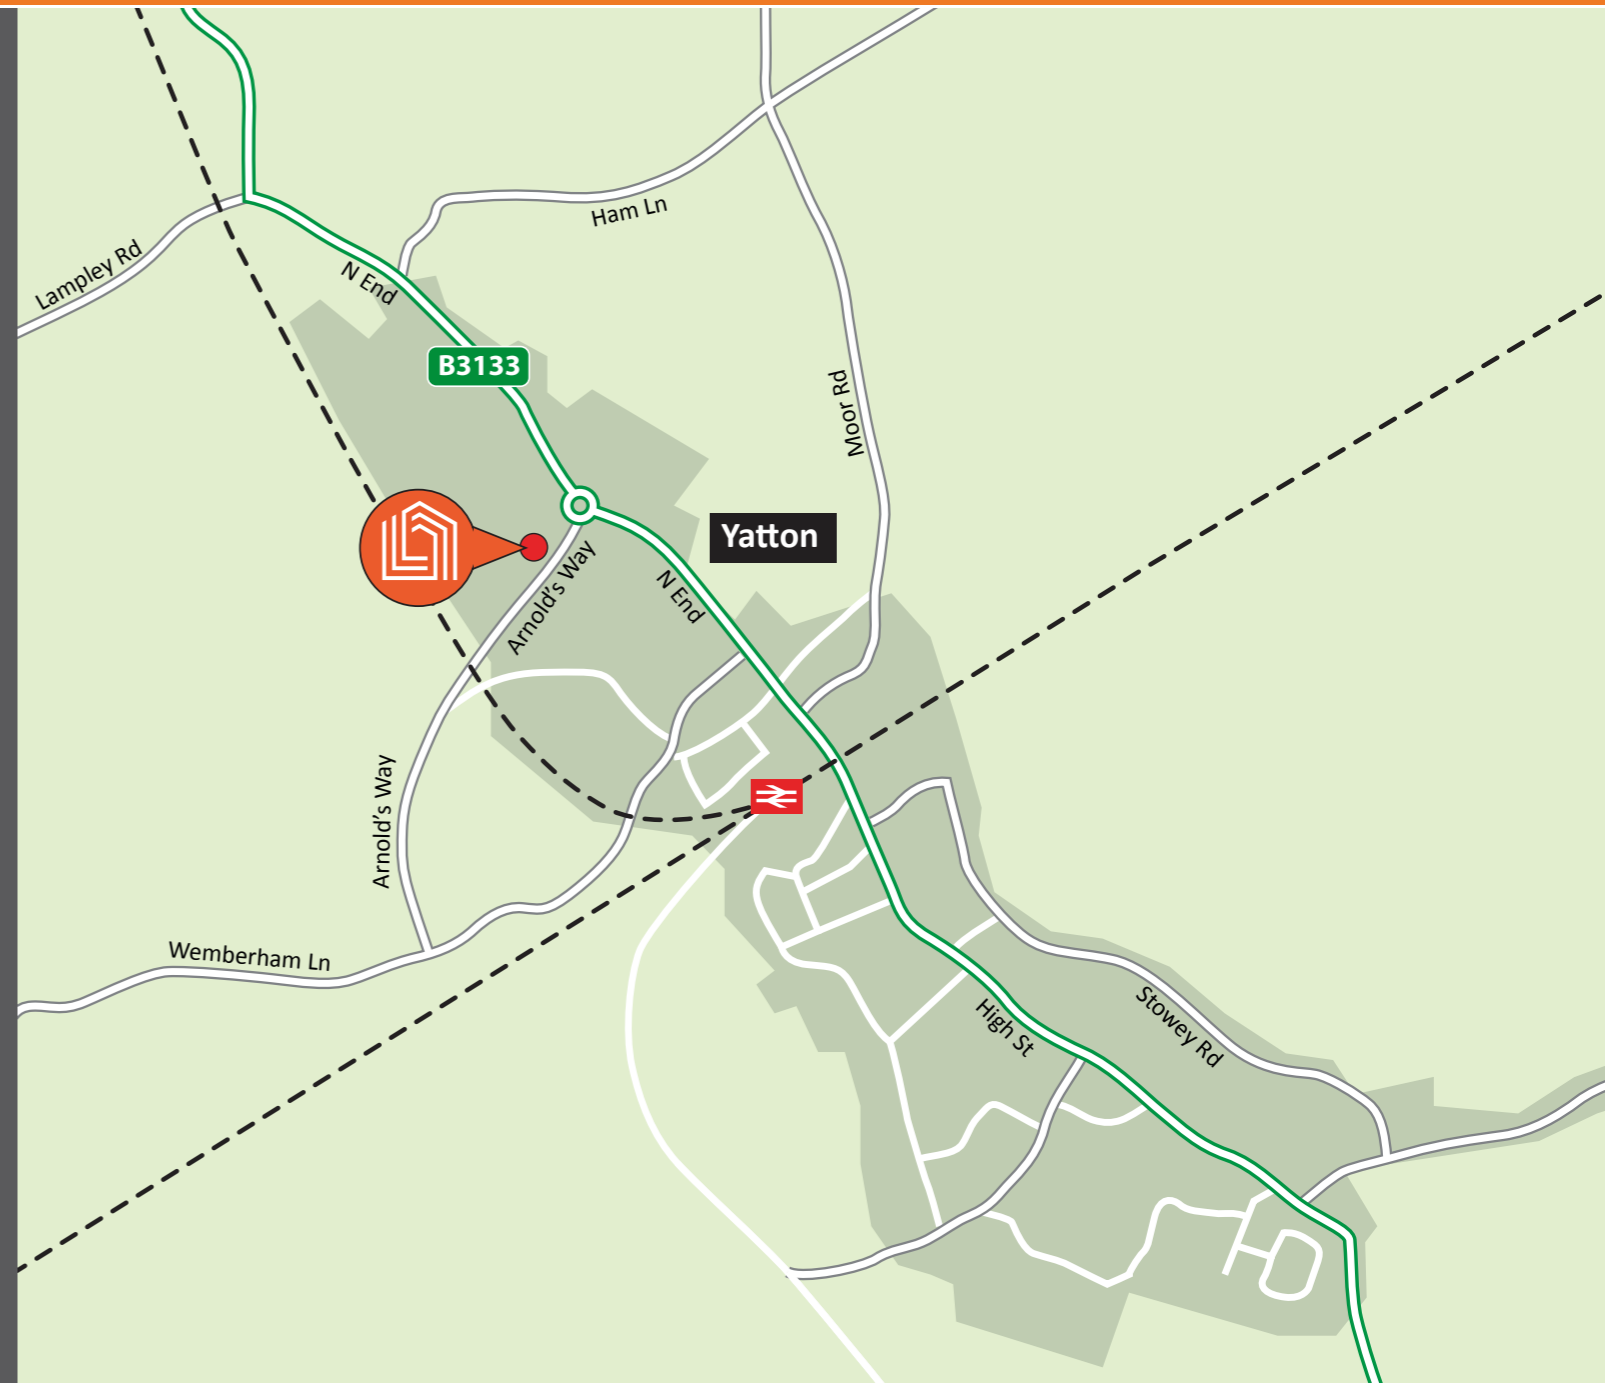 Ham Ln
Lampley Rd
N End
B3133
Moor Rd
Yatton
Arnold's Way
N End
Arnold's Way
Wemberham Ln
High St
Stowey Rd